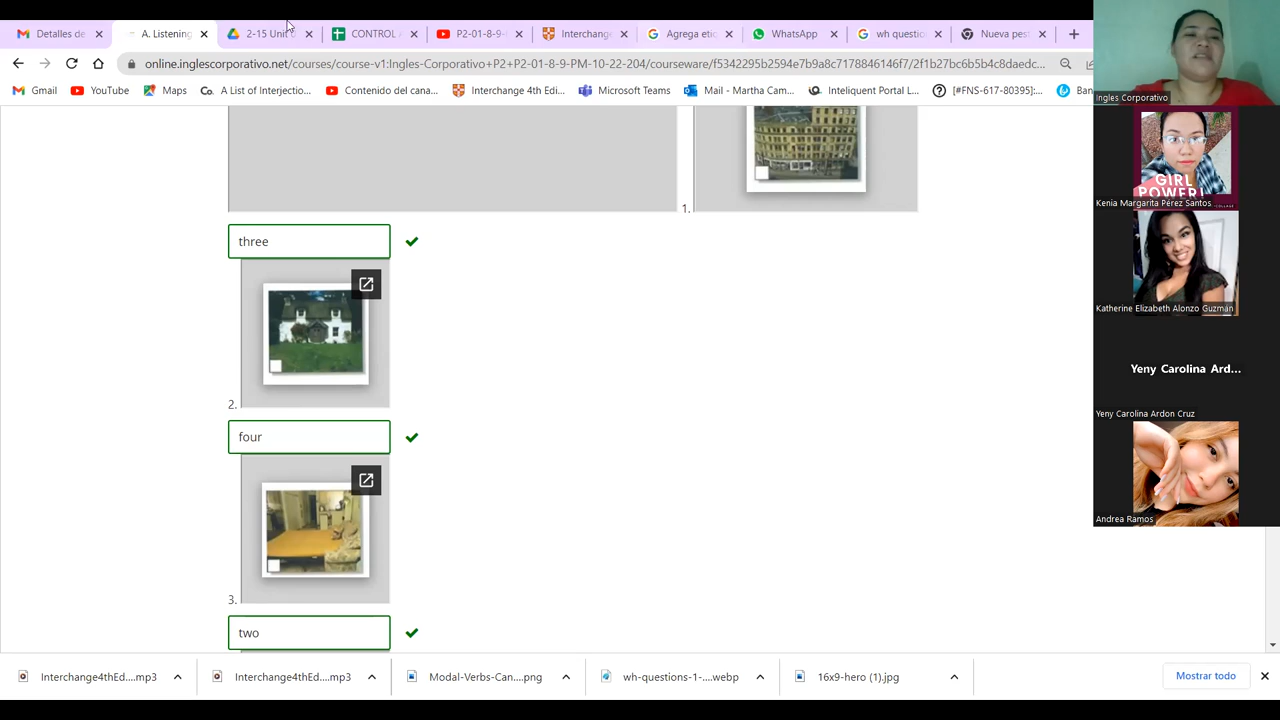 Detalles de
A. Listening
2-15 Unit
CONTROL A
P2-01-8-9-
Interchange
Agrega etiq
WhatsApp
wh questi
Nueva pest
online.inglescorporativo.net/courses/course-v1:Ingles-Corporativo+P2+P2-01-8-9-PM-10-22-204/courseware/f5342295b2594e7b9a8c7178846146f7/2f1b27bc6b5b4c8daedc...
Gmail
YouTube
Maps
A List of Interjectio...
Contenido del cana...
Interchange 4th Edi...
Microsoft Teams
Mail - Martha Cam...
Inteliquent Portal L...
[#FNS-617-80395]:...
Ban
Ingles Corporativo
GIRL
POWER!
Kenia Margarita Pérez Santos
Katherine Elizabeth Alonzo Guzman
Yeny Carolina Ard...
Yeny Carolina Ardon Cruz
Andrea Ramos
1.
three
2.
four
3.
two
Interchange4thEd....mp3
Interchange4thEd....mp3
Modal-Verbs-Can....png
wh-questions-1-....webp
16x9-hero (1).jpg
Mostrar todo